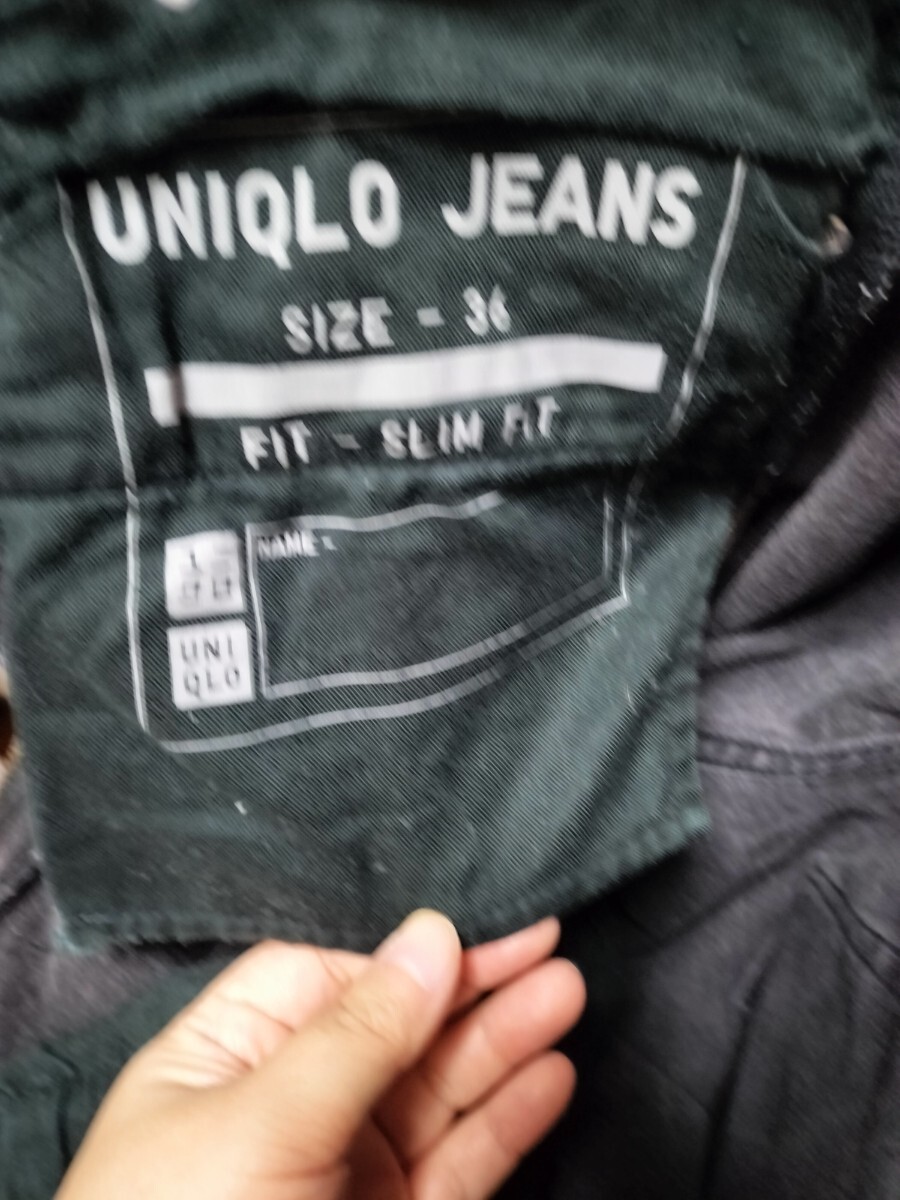 UNIQLO JEANS
SIZE - 36
FIT - SLIM FIT
NAME -
UNI
QLO